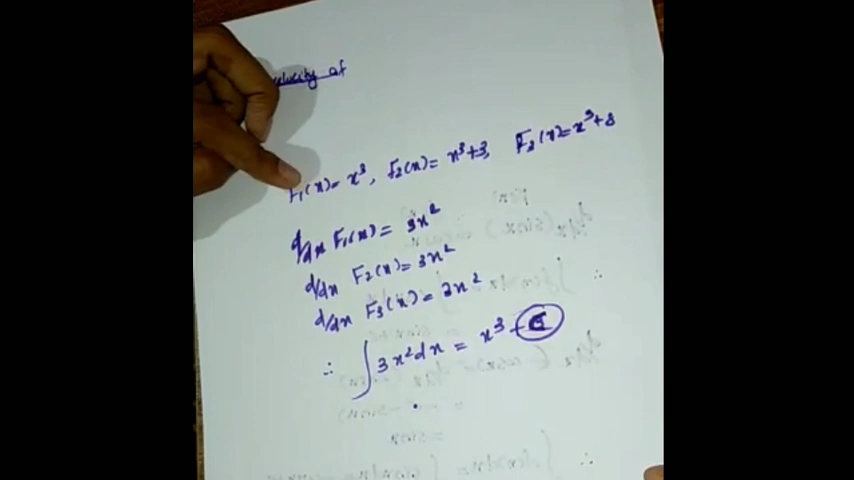 of
F₁(x)= x³, F₂(x)= x³+3, F₃(x)= x³+8
d/dx F₁(x)= 3x²
d/dx F₂(x)= 3x²
d/dx F₃(x)= 3x²
∴ ∫3x²dx = x³ + C